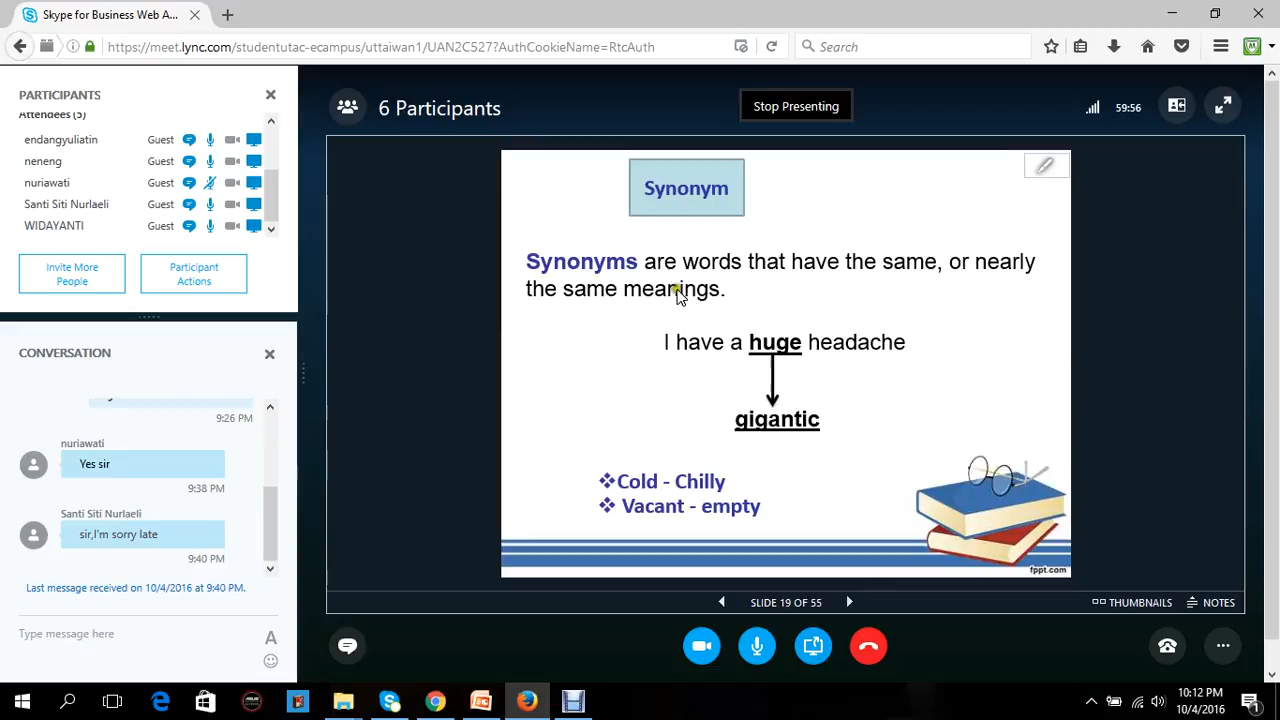 Skype for Business Web A...
https://meet.lync.com/studentutac-ecampus/uttaiwan1/UAN2C527?AuthCookieName=RtcAuth
Search
PARTICIPANTS
Attendees (5)
endangyuliatin Guest
neneng Guest
nuriawati Guest
Santi Siti Nurlaeli Guest
WIDAYANTI Guest
Invite More
People
Participant
Actions
CONVERSATION
9:26 PM
nuriawati
Yes sir
9:38 PM
Santi Siti Nurlaeli
sir,I'm sorry late
9:40 PM
Last message received on 10/4/2016 at 9:40 PM.
Type message here
A
6 Participants
Stop Presenting
59:56
Synonym
Synonyms are words that have the same, or nearly
the same meanings.
I have a huge headache
gigantic
❖Cold - Chilly
❖ Vacant - empty
fppt.com
SLIDE 19 OF 55
THUMBNAILS
NOTES
10:12 PM
10/4/2016